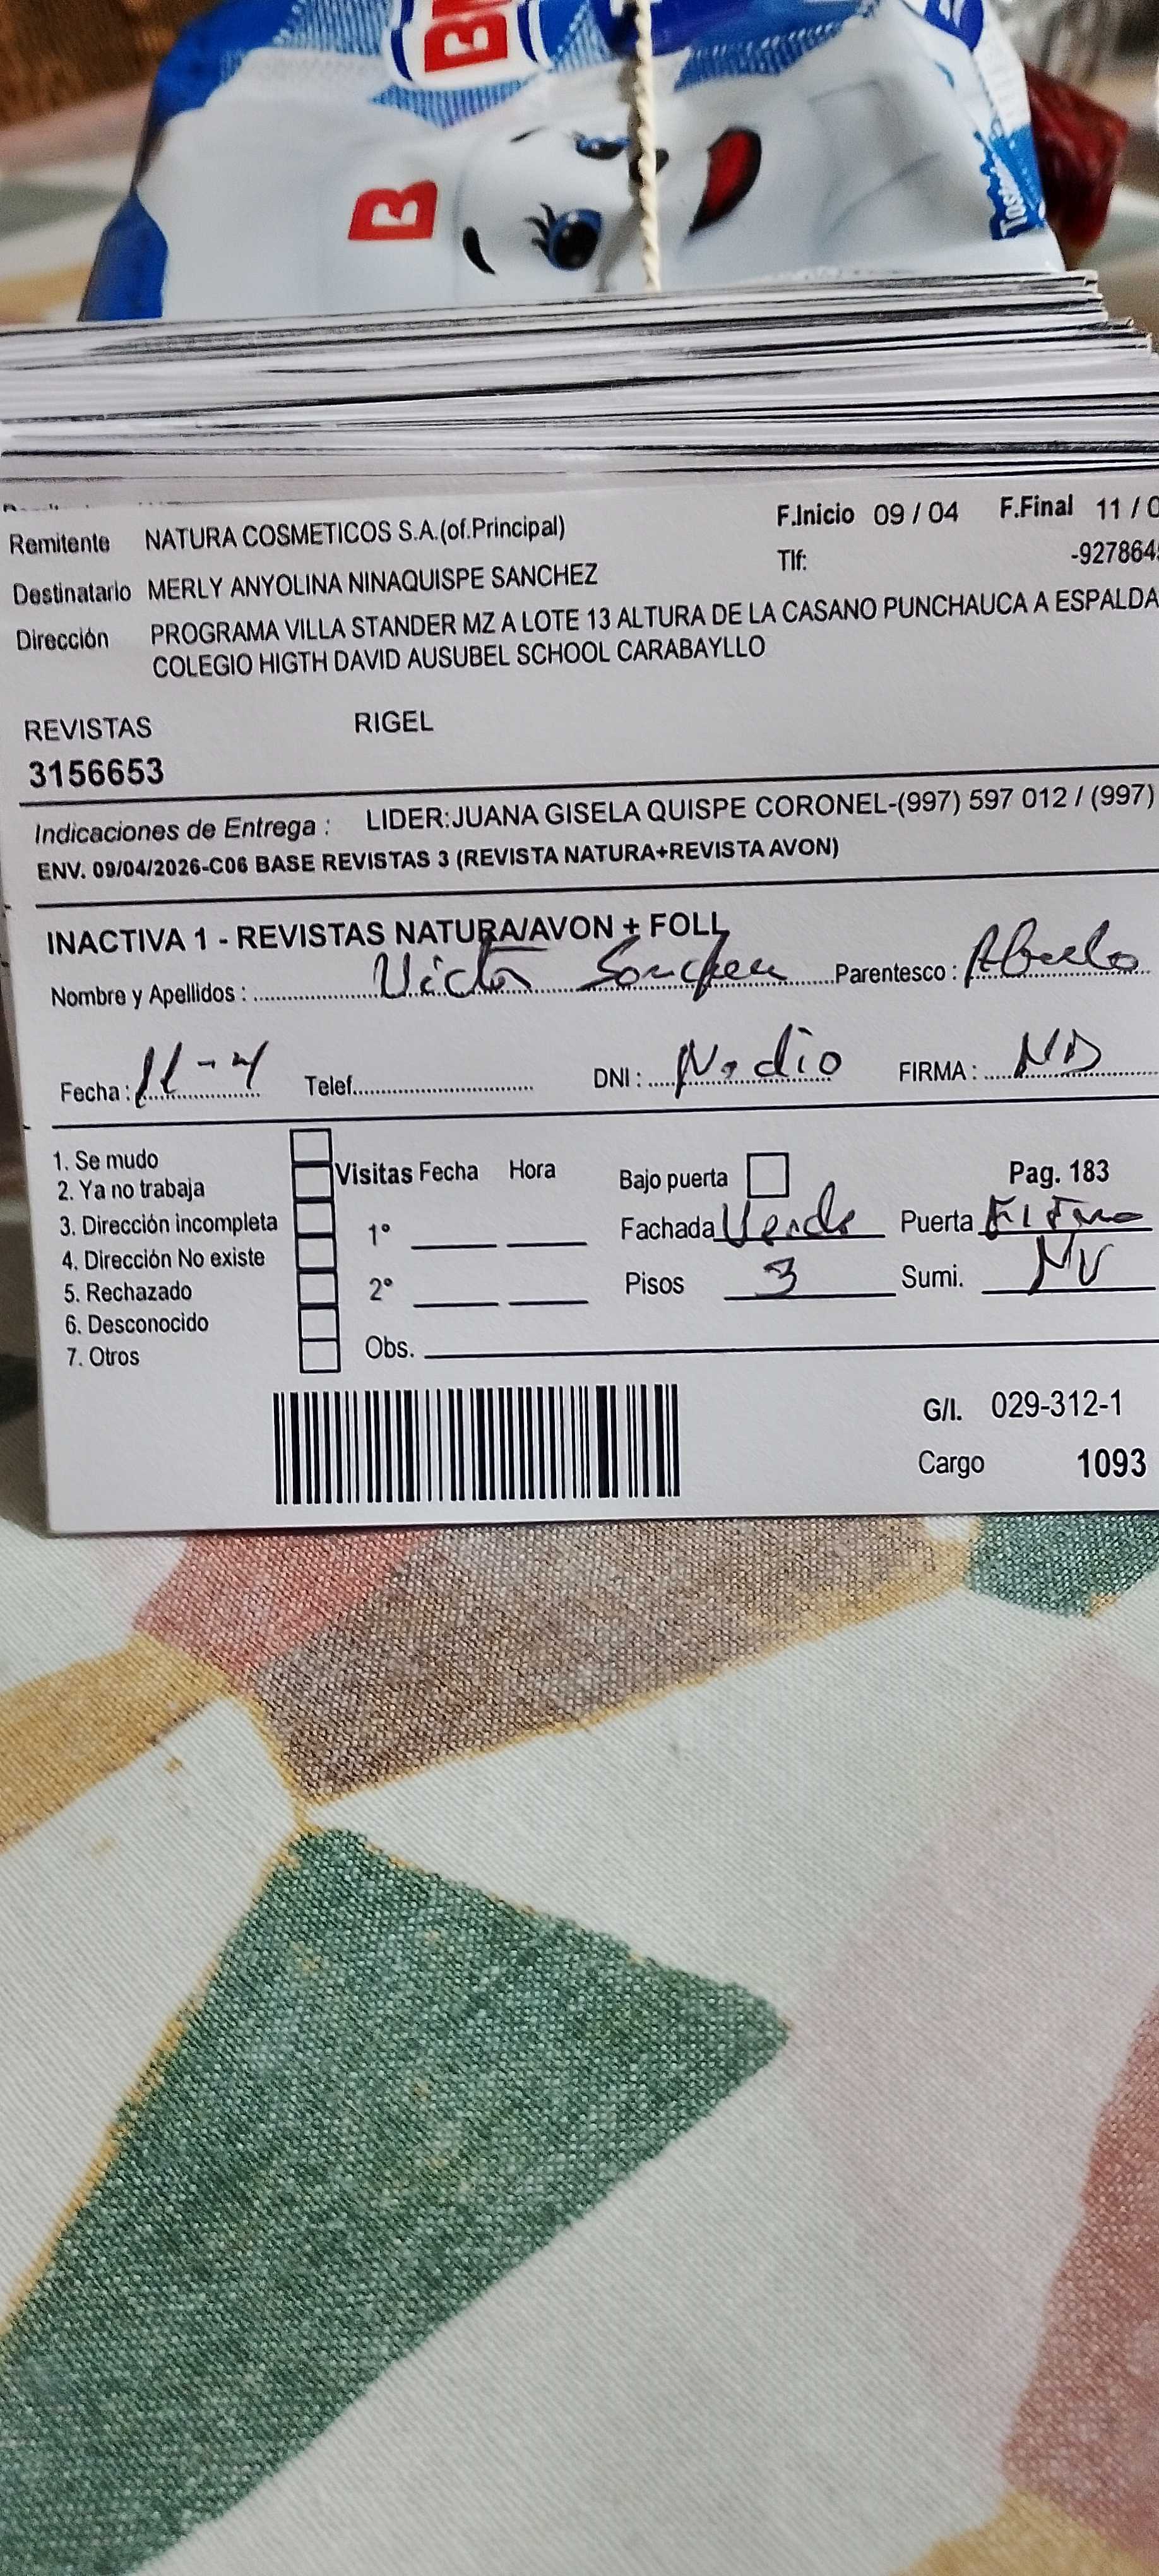 B
Remitente NATURA COSMETICOS S.A.(of.Principal) F.Inicio 09 / 04 F.Final 11 / 0
Destinatario MERLY ANYOLINA NINAQUISPE SANCHEZ Tlf: -927864
Dirección PROGRAMA VILLA STANDER MZ A LOTE 13 ALTURA DE LA CASANO PUNCHAUCA A ESPALDA
COLEGIO HIGTH DAVID AUSUBEL SCHOOL CARABAYLLO
REVISTAS RIGEL
3156653
Indicaciones de Entrega : LIDER:JUANA GISELA QUISPE CORONEL-(997) 597 012 / (997)
ENV. 09/04/2026-C06 BASE REVISTAS 3 (REVISTA NATURA+REVISTA AVON)
INACTIVA 1 - REVISTAS NATURA/AVON + FOLL
Nombre y Apellidos : Victor Sanchez Parentesco : Abuelo
Fecha : 11-4 Telef. DNI : No dio FIRMA : ND
1. Se mudo
2. Ya no trabaja Visitas Fecha Hora Bajo puerta Pag. 183
3. Dirección incompleta 1° Fachada Verde Puerta
4. Dirección No existe
5. Rechazado 2° Pisos 3 Sumi. NV
6. Desconocido
7. Otros Obs.
G/I. 029-312-1
Cargo 1093